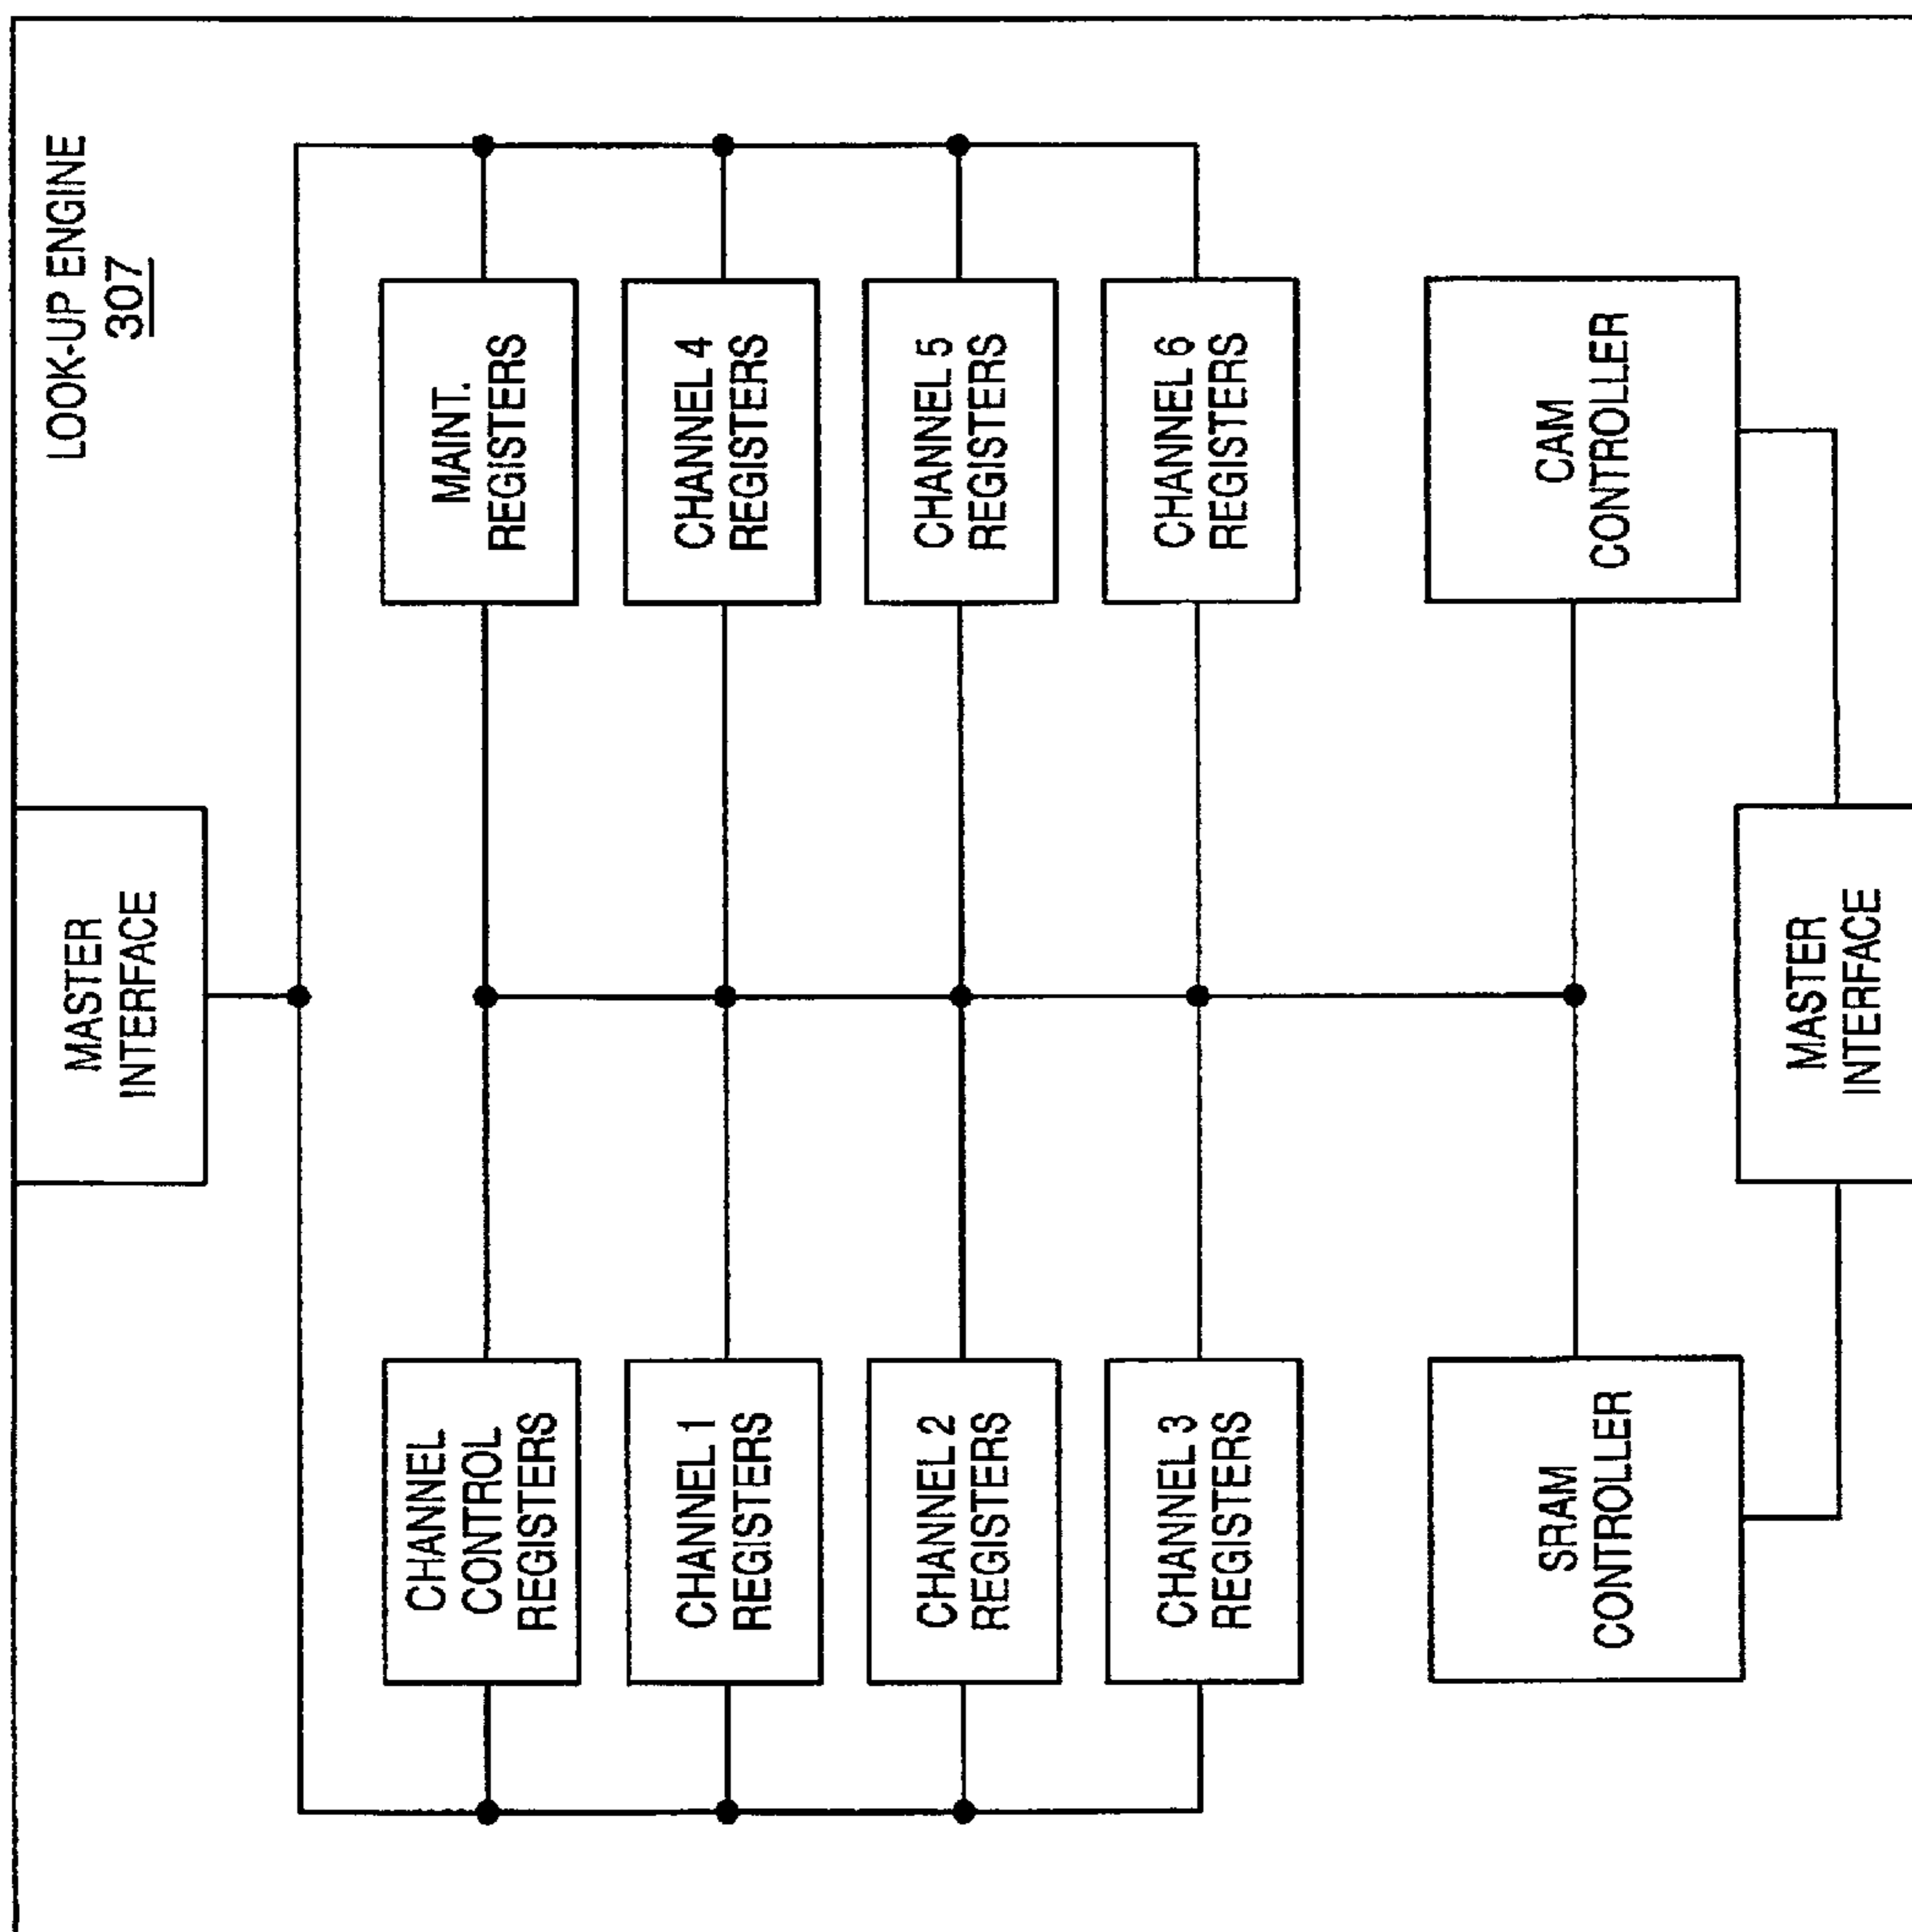 LOOK-UP ENGINE
307
MASTER
INTERFACE
CHANNEL
CONTROL
REGISTERS
MAINT.
REGISTERS
CHANNEL 1
REGISTERS
CHANNEL 4
REGISTERS
CHANNEL 2
REGISTERS
CHANNEL 5
REGISTERS
CHANNEL 3
REGISTERS
CHANNEL 6
REGISTERS
SRAM
CONTROLLER
CAM
CONTROLLER
MASTER
INTERFACE